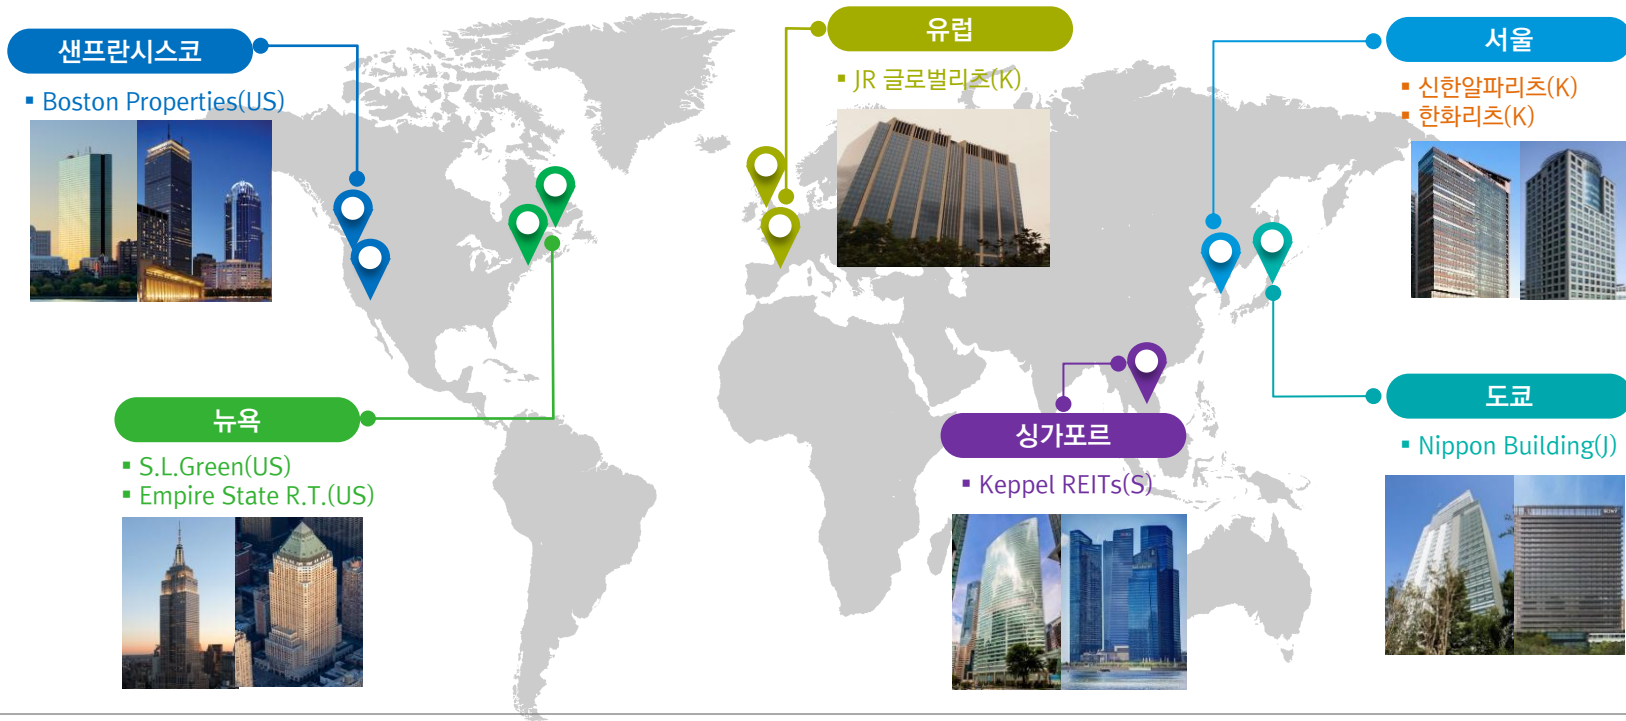 샌프란시스코
▪ Boston Properties(US)
유럽
▪ JR 글로벌리츠(K)
서울
▪ 신한알파리츠(K)
▪ 한화리츠(K)
뉴욕
▪ S.L.Green(US)
▪ Empire State R.T.(US)
싱가포르
▪ Keppel REITs(S)
도쿄
▪ Nippon Building(J)
SONY